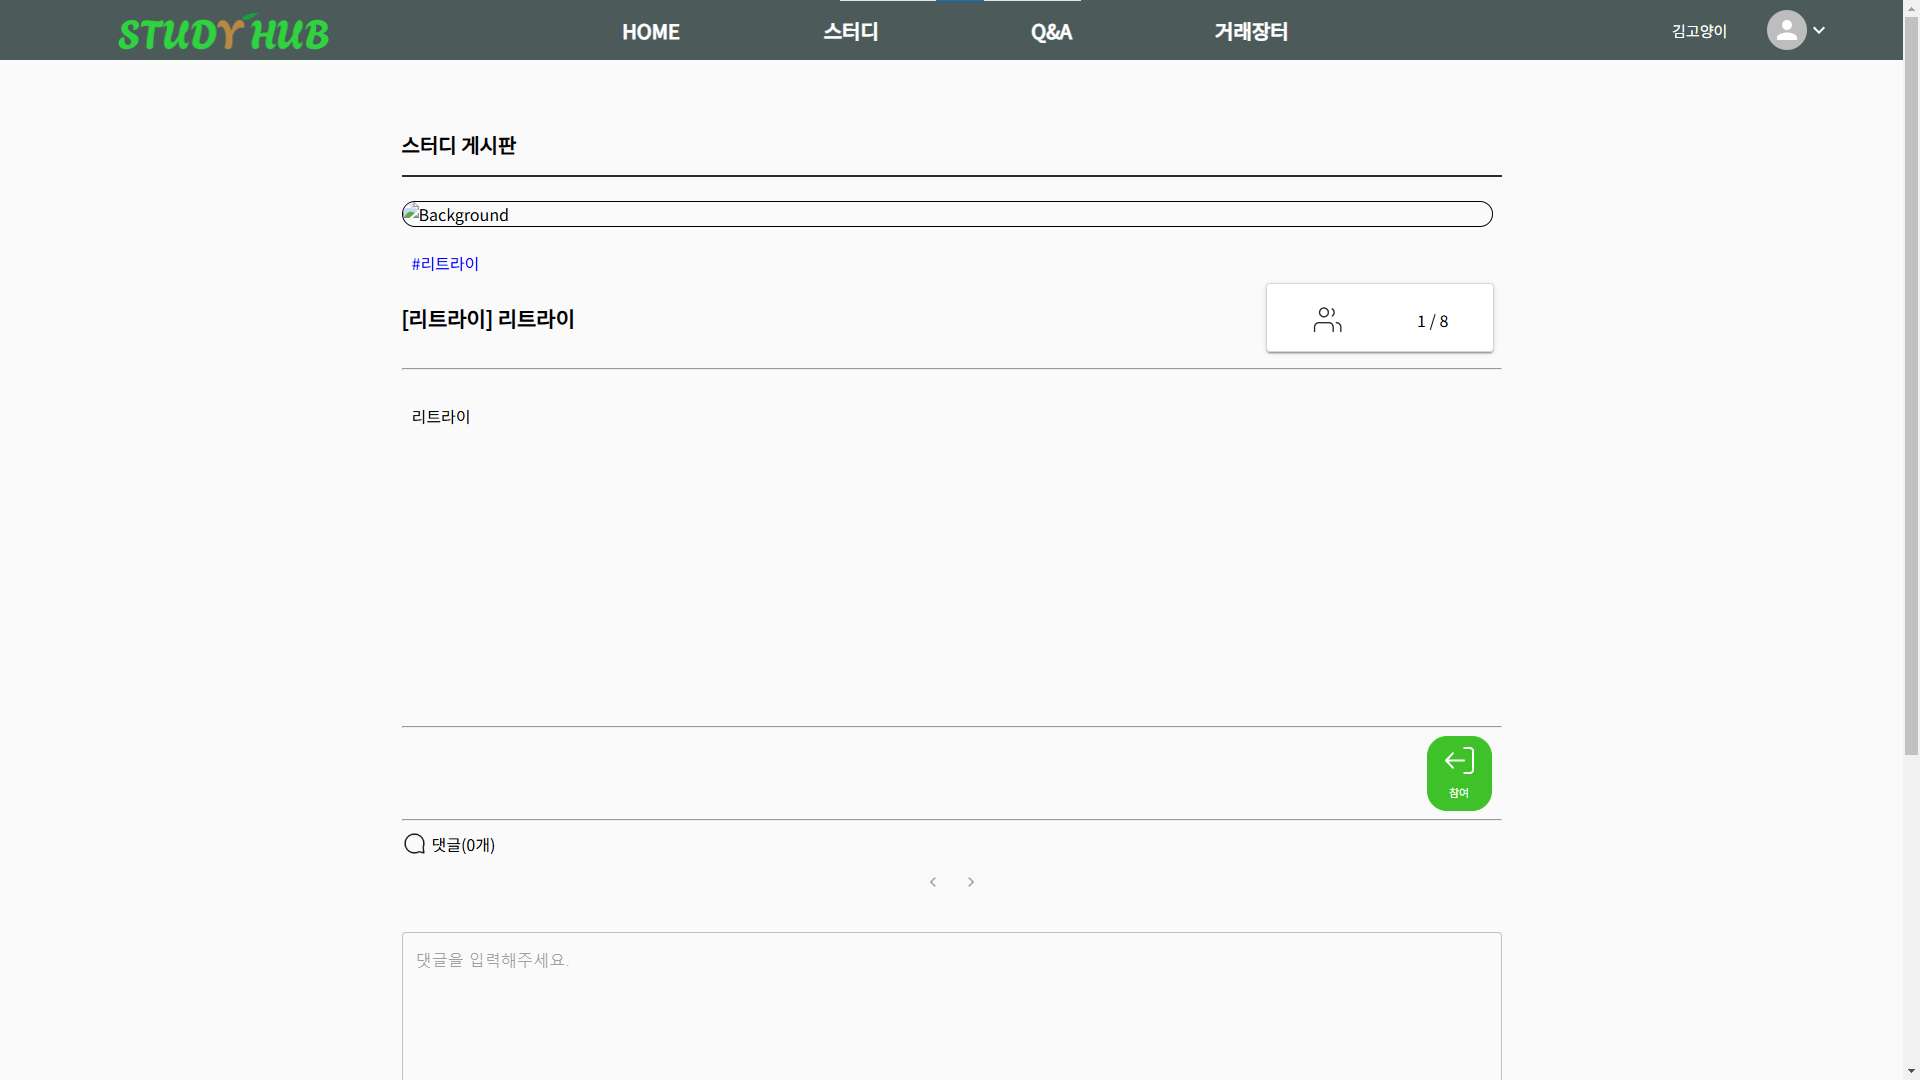 STUDY HUB
HOME
스터디
Q&A
거래장터
김고양이
스터디 게시판
Background
#리트라이
[리트라이] 리트라이
1 / 8
리트라이
참여
댓글(0개)
댓글을 입력해주세요.